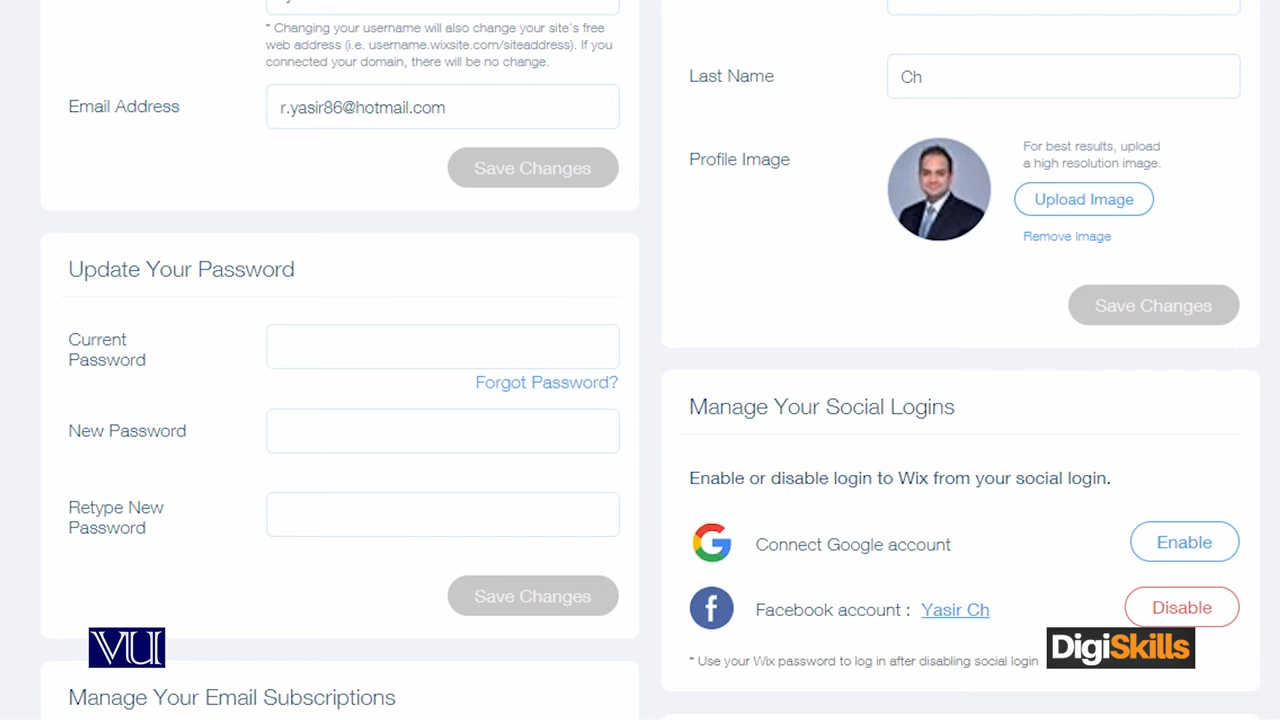 * Changing your username will also change your site's free
web address (i.e. username.wixsite.com/siteaddress). If you
connected your domain, there will be no change.
Email Address
r.yasir86@hotmail.com
Save Changes
Update Your Password
Current
Password
Forgot Password?
New Password
Retype New
Password
Save Changes
VU
Manage Your Email Subscriptions
Last Name
Ch
Profile Image
For best results, upload
a high resolution image.
Upload Image
Remove Image
Save Changes
Manage Your Social Logins
Enable or disable login to Wix from your social login.
Connect Google account
Enable
Facebook account : Yasir Ch
Disable
* Use your Wix password to log in after disabling social login
DigiSkills